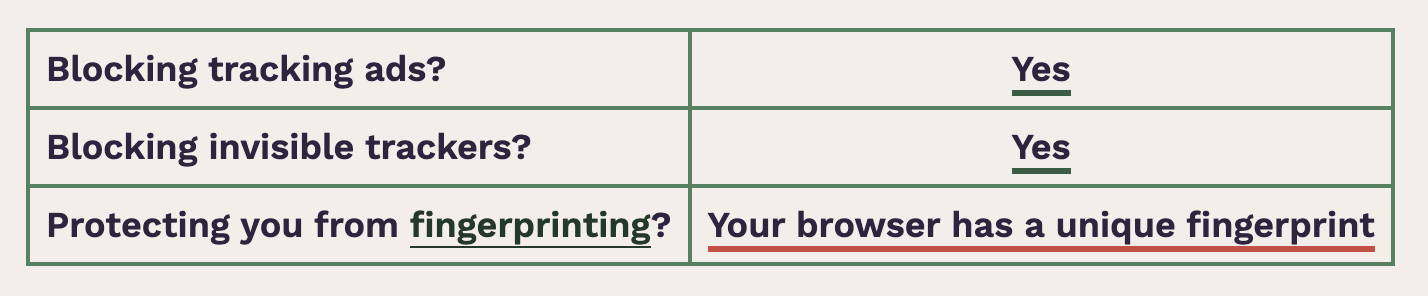 Blocking tracking ads? Yes
Blocking invisible trackers? Yes
Protecting you from fingerprinting? Your browser has a unique fingerprint